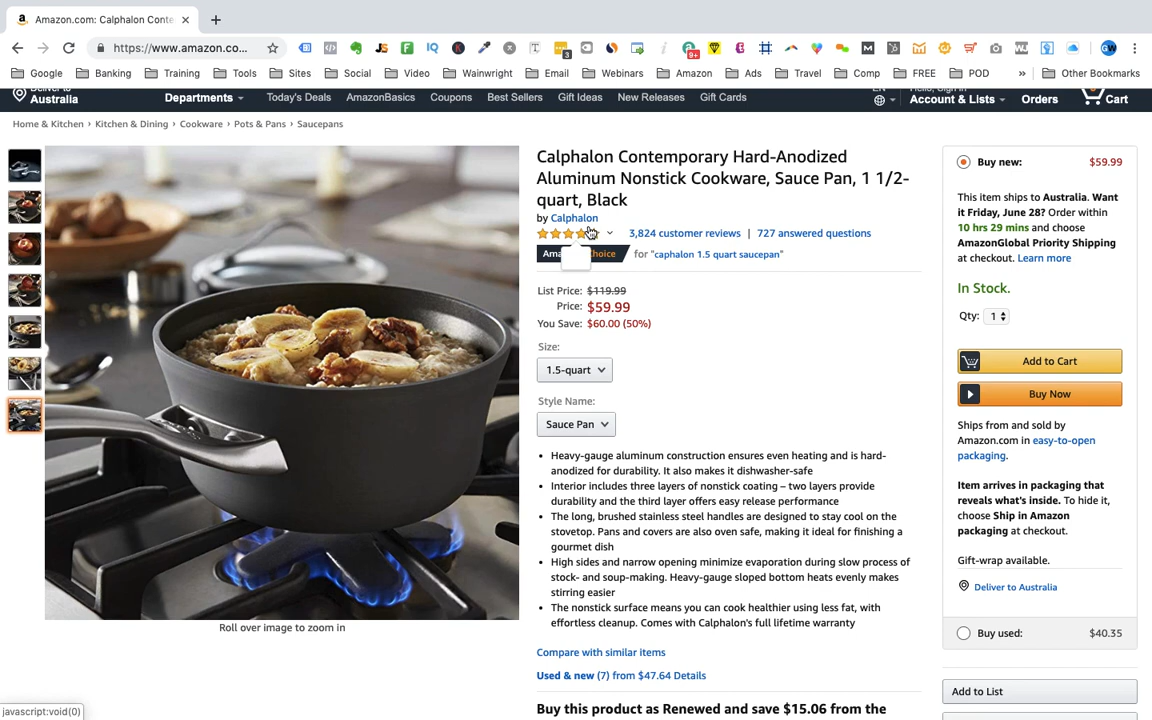 Amazon.com: Calphalon Conte
https://www.amazon.co...
Google Banking Training Tools Sites Social Video Wainwright Email Webinars Amazon Ads Travel Comp FREE POD » Other Bookmarks
Australia
Departments Today's Deals AmazonBasics Coupons Best Sellers Gift Ideas New Releases Gift Cards EN Account & Lists Orders Cart
Home & Kitchen › Kitchen & Dining › Cookware › Pots & Pans › Saucepans
Calphalon Contemporary Hard-Anodized
Aluminum Nonstick Cookware, Sauce Pan, 1 1/2-
quart, Black
by Calphalon
3,824 customer reviews | 727 answered questions
Ama hoice for "caphalon 1.5 quart saucepan"
List Price: $119.99
Price: $59.99
You Save: $60.00 (50%)
Size:
1.5-quart
Style Name:
Sauce Pan
• Heavy-gauge aluminum construction ensures even heating and is hard-
anodized for durability. It also makes it dishwasher-safe
• Interior includes three layers of nonstick coating – two layers provide
durability and the third layer offers easy release performance
• The long, brushed stainless steel handles are designed to stay cool on the
stovetop. Pans and covers are also oven safe, making it ideal for finishing a
gourmet dish
• High sides and narrow opening minimize evaporation during slow process of
stock- and soup-making. Heavy-gauge sloped bottom heats evenly makes
stirring easier
• The nonstick surface means you can cook healthier using less fat, with
effortless cleanup. Comes with Calphalon's full lifetime warranty
Compare with similar items
Used & new (7) from $47.64 Details
Buy this product as Renewed and save $15.06 from the
Roll over image to zoom in
Buy new: $59.99
This item ships to Australia. Want
it Friday, June 28? Order within
10 hrs 29 mins and choose
AmazonGlobal Priority Shipping
at checkout. Learn more
In Stock.
Qty: 1
Add to Cart
Buy Now
Ships from and sold by
Amazon.com in easy-to-open
packaging.
Item arrives in packaging that
reveals what's inside. To hide it,
choose Ship in Amazon
packaging at checkout.
Gift-wrap available.
Deliver to Australia
Buy used: $40.35
Add to List
javascript:void(0)